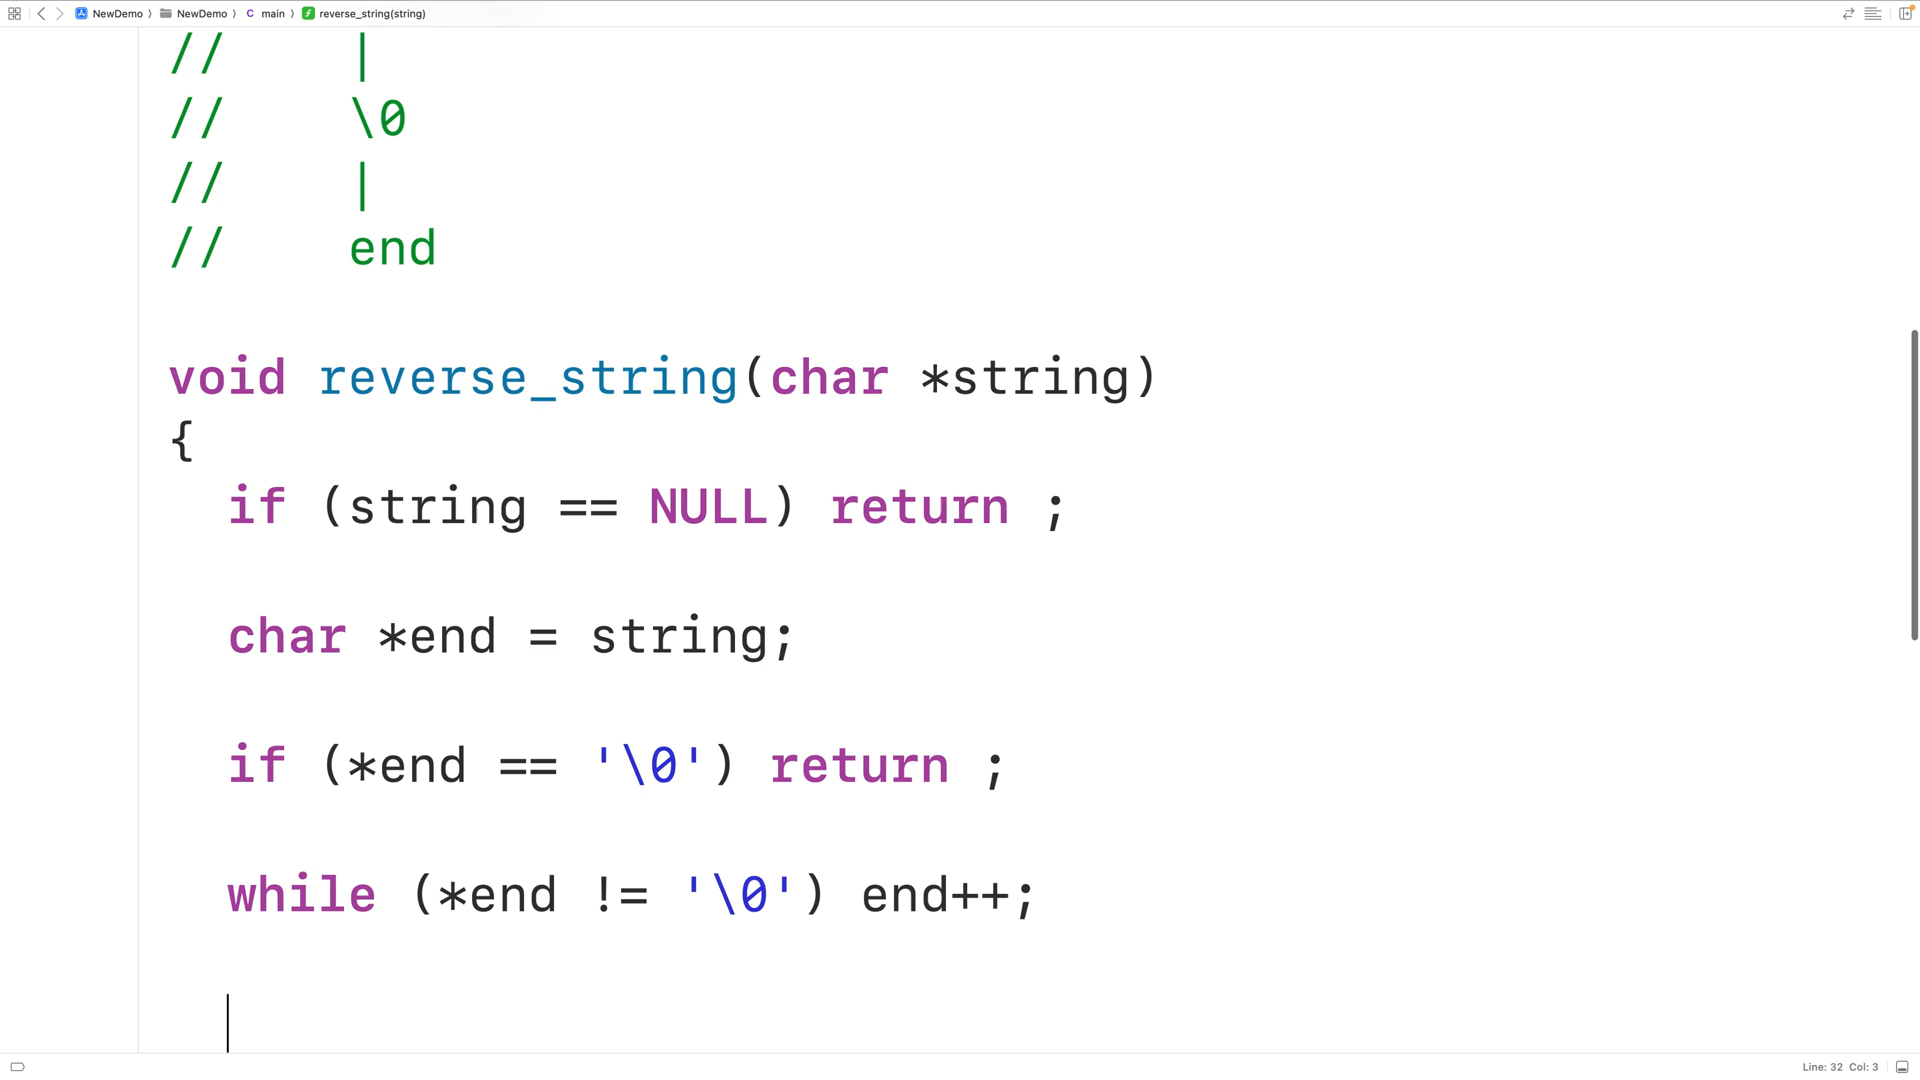 NewDemo 〉 NewDemo 〉 C main 〉 f reverse_string(string)
// |
// \0
// |
// end
void reverse_string(char *string)
{
if (string == NULL) return ;
char *end = string;
if (*end == '\0') return ;
while (*end != '\0') end++;
Line: 32 Col: 3